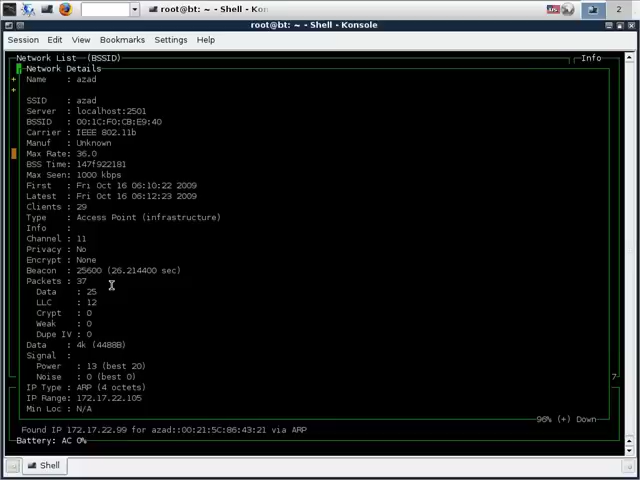 root@bt: ~ Shell - Kon
2
root@bt: ~ Shell - Konsole
Session Edit View Bookmarks Settings Help
Network List (BSSID) Info
Network Details
+ Name : azad
+
SSID : azad
Server : localhost:2501
BSSID : 00:1C:F0:CB:E9:40
Carrier : IEEE 802.11b
Manuf : Unknown
Max Rate: 36.0
BSS Time: 147f922181
Max Seen: 1000 kbps
First : Fri Oct 16 06:10:22 2009
Latest : Fri Oct 16 06:12:23 2009
Clients : 29
Type : Access Point (infrastructure)
Info :
Channel : 11
Privacy : No
Encrypt : None
Beacon : 25600 (26.214400 sec)
Packets : 37
Data : 25
LLC : 12
Crypt : 0
Weak : 0
Dupe IV : 0
Data : 4k (4488B)
Signal :
Power : 13 (best 20)
Noise : 0 (best 0)
IP Type : ARP (4 octets)
IP Range: 172.17.22.105
Min Loc : N/A
96% (+) Down
Found IP 172.17.22.99 for azad::00:21:5C:86:43:21 via ARP
Battery: AC 0%
Shell